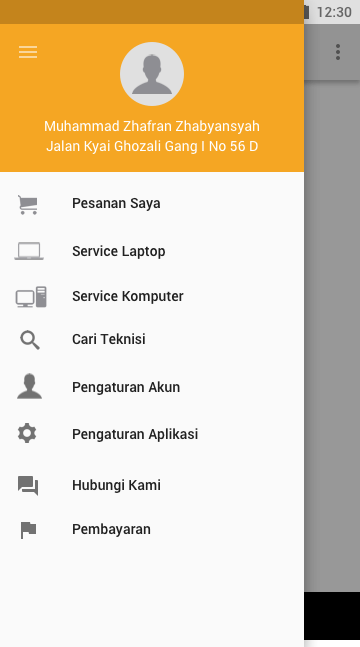 12:30
Muhammad Zhafran Zhabyansyah
Jalan Kyai Ghozali Gang I No 56 D
Pesanan Saya
Service Laptop
Service Komputer
Cari Teknisi
Pengaturan Akun
Pengaturan Aplikasi
Hubungi Kami
Pembayaran